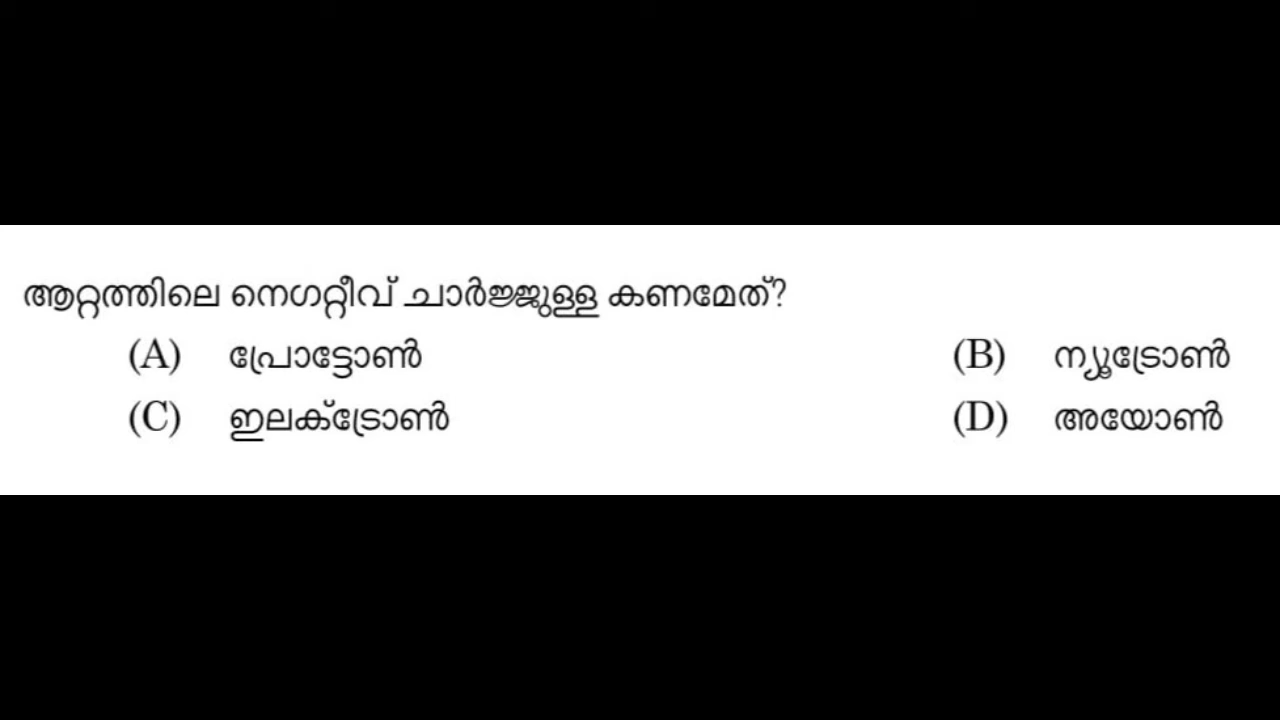 ആറ്റത്തിലെ നെഗറ്റീവ് ചാർജ്ജുള്ള കണമേത്?
(A) പ്രോട്ടോൺ (B) ന്യൂട്രോൺ
(C) ഇലക്ട്രോൺ (D) അയോൺ